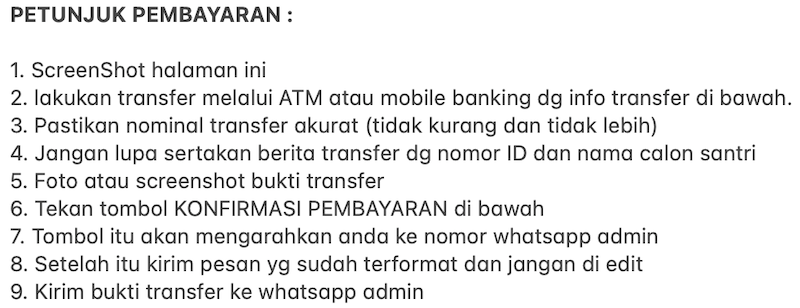 PETUNJUK PEMBAYARAN :
1. ScreenShot halaman ini
2. lakukan transfer melalui ATM atau mobile banking dg info transfer di bawah.
3. Pastikan nominal transfer akurat (tidak kurang dan tidak lebih)
4. Jangan lupa sertakan berita transfer dg nomor ID dan nama calon santri
5. Foto atau screenshot bukti transfer
6. Tekan tombol KONFIRMASI PEMBAYARAN di bawah
7. Tombol itu akan mengarahkan anda ke nomor whatsapp admin
8. Setelah itu kirim pesan yg sudah terformat dan jangan di edit
9. Kirim bukti transfer ke whatsapp admin